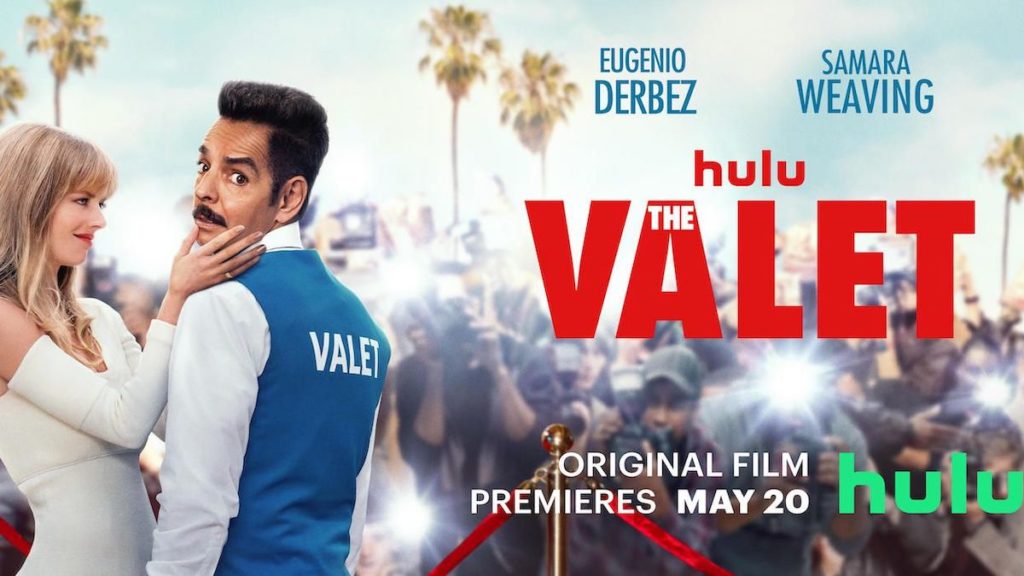 EUGENIO
DERBEZ
SAMARA
WEAVING
hulu
THE
VALET
VALET
ORIGINAL FILM
PREMIERES MAY 20
hulu